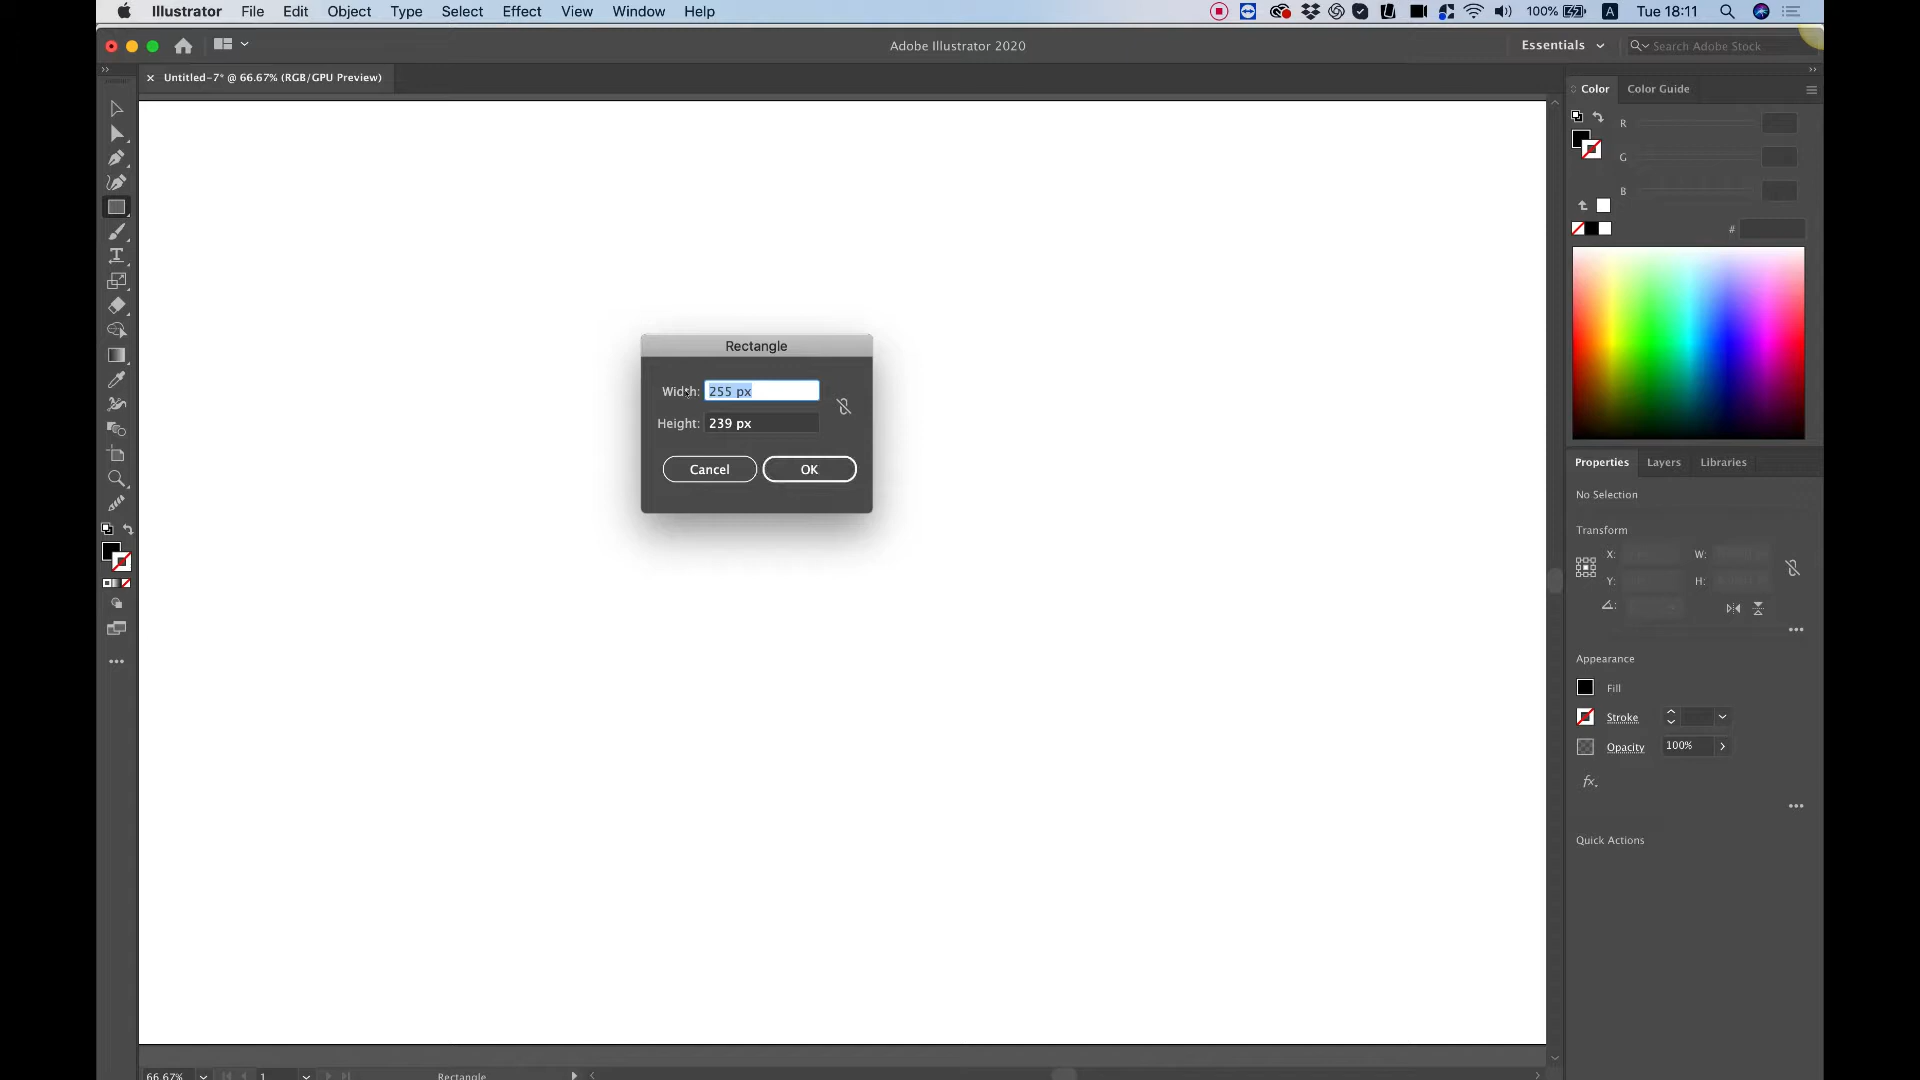 Illustrator File Edit Object Type Select Effect View Window Help 100% A Tue 18:11
Adobe Illustrator 2020 Essentials Search Adobe Stock
Untitled-7* @ 66.67% (RGB/GPU Preview)
Color Color Guide
R
G
B
#
Rectangle
Width: 255 px
Height: 239 px
Cancel OK
Properties Layers Libraries
No Selection
Transform
X: W:
Y: H:
Appearance
Fill
Stroke
Opacity 100%
fx.
Quick Actions
66.67% 1 Rectangle